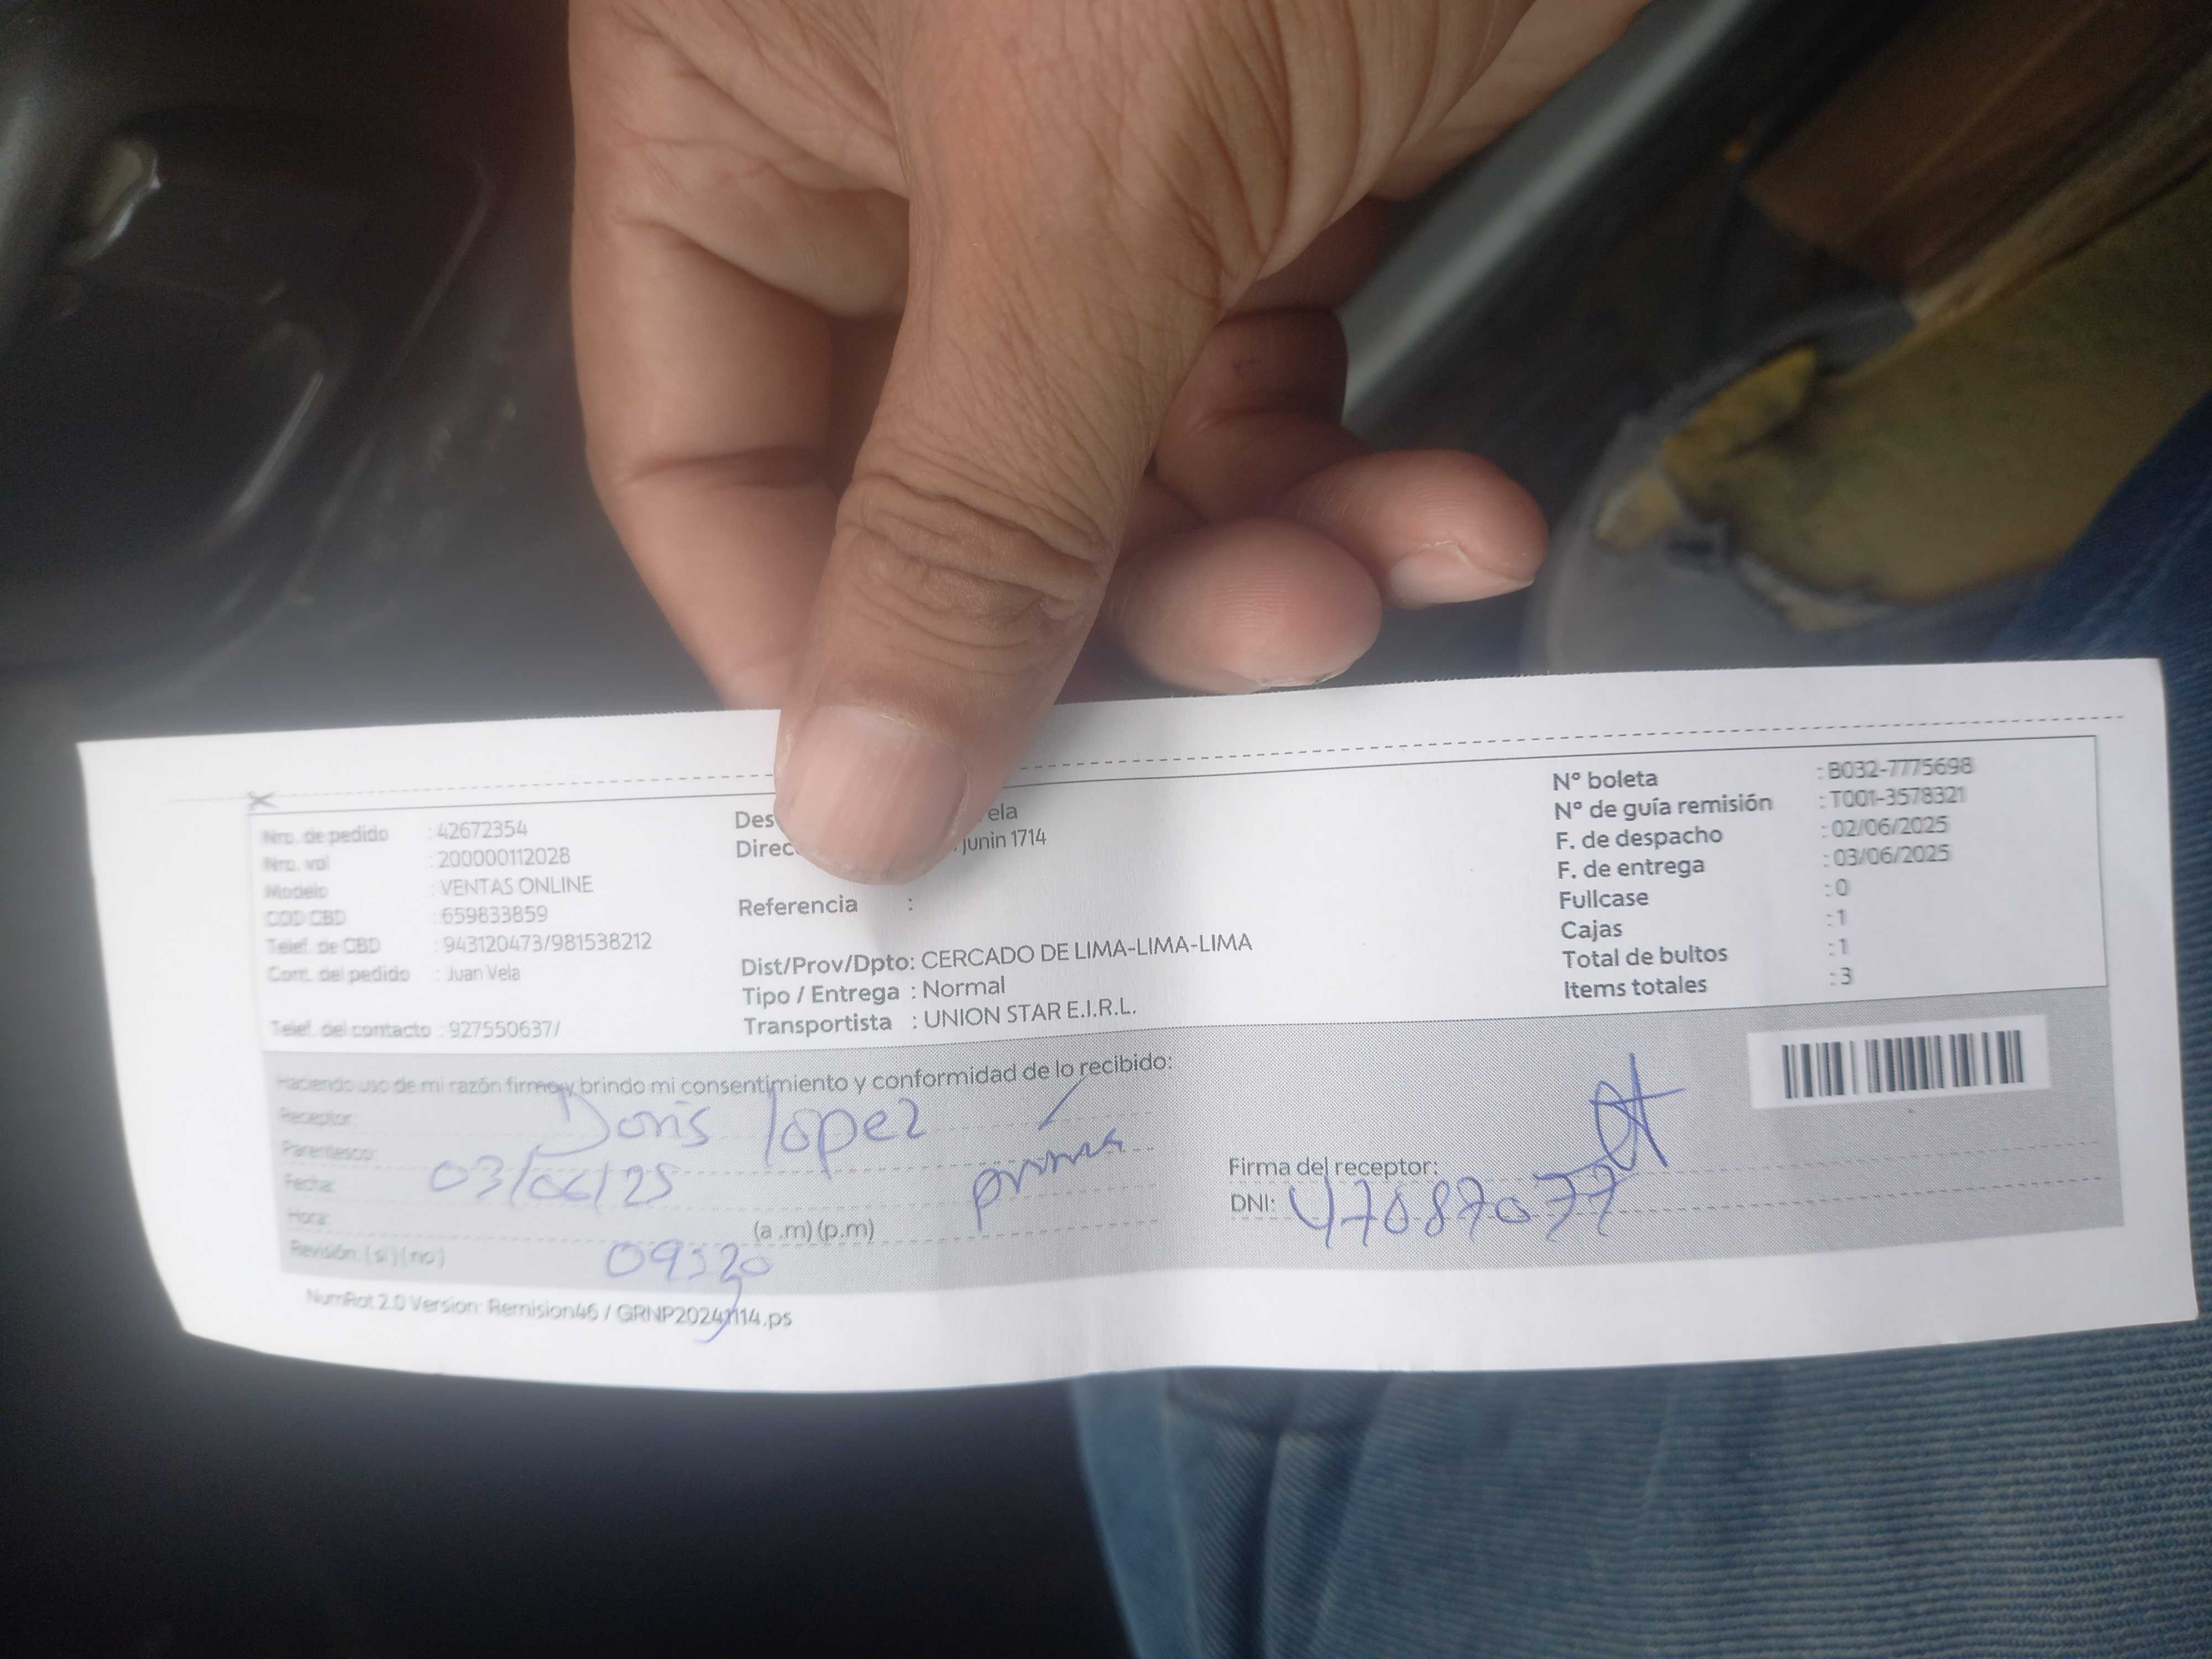 Nro. de pedido : 42672354
Nro. vol : 200000112028
Modelo : VENTAS ONLINE
COD CBD : 659833859
Telef. de CBD : 943120473/981538212
Cont. del pedido : Juan Vela
Telef. del contacto : 927550637/
Des ela
Direc Junin 1714
Referencia :
Dist/Prov/Dpto: CERCADO DE LIMA-LIMA-LIMA
Tipo / Entrega : Normal
Transportista : UNION STAR E.I.R.L.
N° boleta : B032-7775698
N° de guía remisión : T001-3578321
F. de despacho : 02/06/2025
F. de entrega : 03/06/2025
Fullcase : 0
Cajas : 1
Total de bultos : 1
Items totales : 3
Haciendo uso de mi razón firmo y brindo mi consentimiento y conformidad de lo recibido:
Receptor: Doris lopez /
Parentesco: prima
Fecha: 03/06/25
Hora: (a .m) (p.m)
Revisión: ( si ) ( no )
Firma del receptor:
DNI: 47087077
NumRot 2.0 Version: Remision46 / GRNP20241114.ps